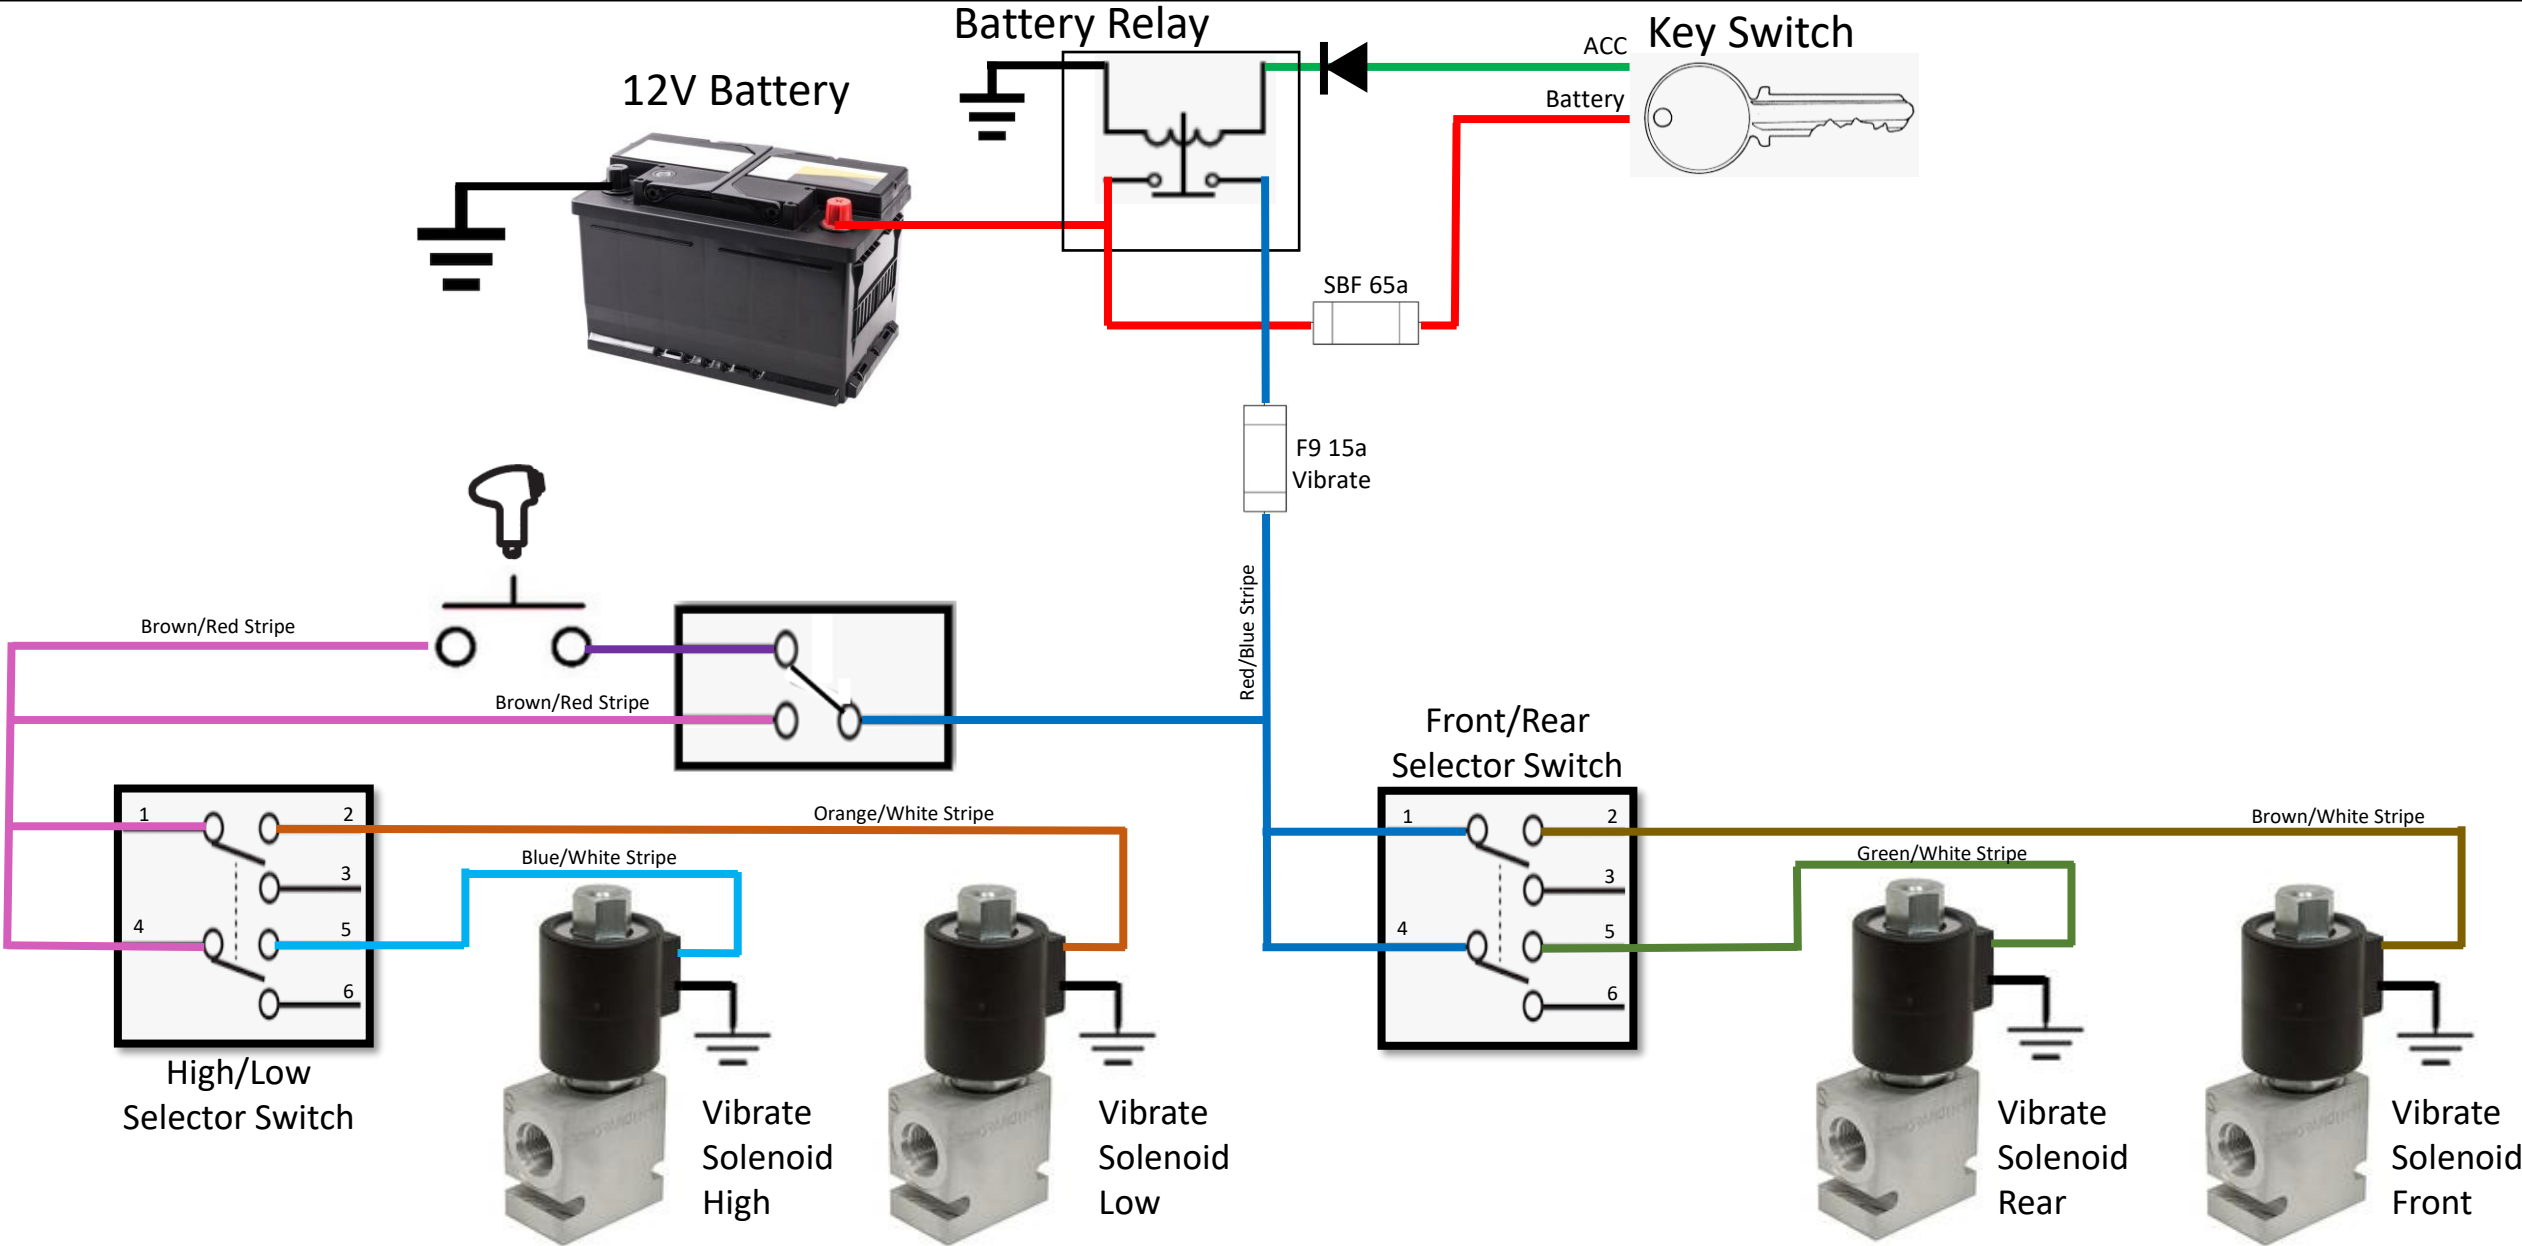 Battery Relay
Key Switch
ACC
12V Battery
Battery
SBF 65a
F9 15a
Vibrate
Red/Blue Stripe
Brown/Red Stripe
Brown/Red Stripe
Front/Rear
Selector Switch
1
2
Orange/White Stripe
1
2
Brown/White Stripe
Blue/White Stripe
Green/White Stripe
3
3
4
5
4
5
6
6
High/Low
Selector Switch
Vibrate
Solenoid
High
Vibrate
Solenoid
Low
Vibrate
Solenoid
Rear
Vibrate
Solenoid
Front